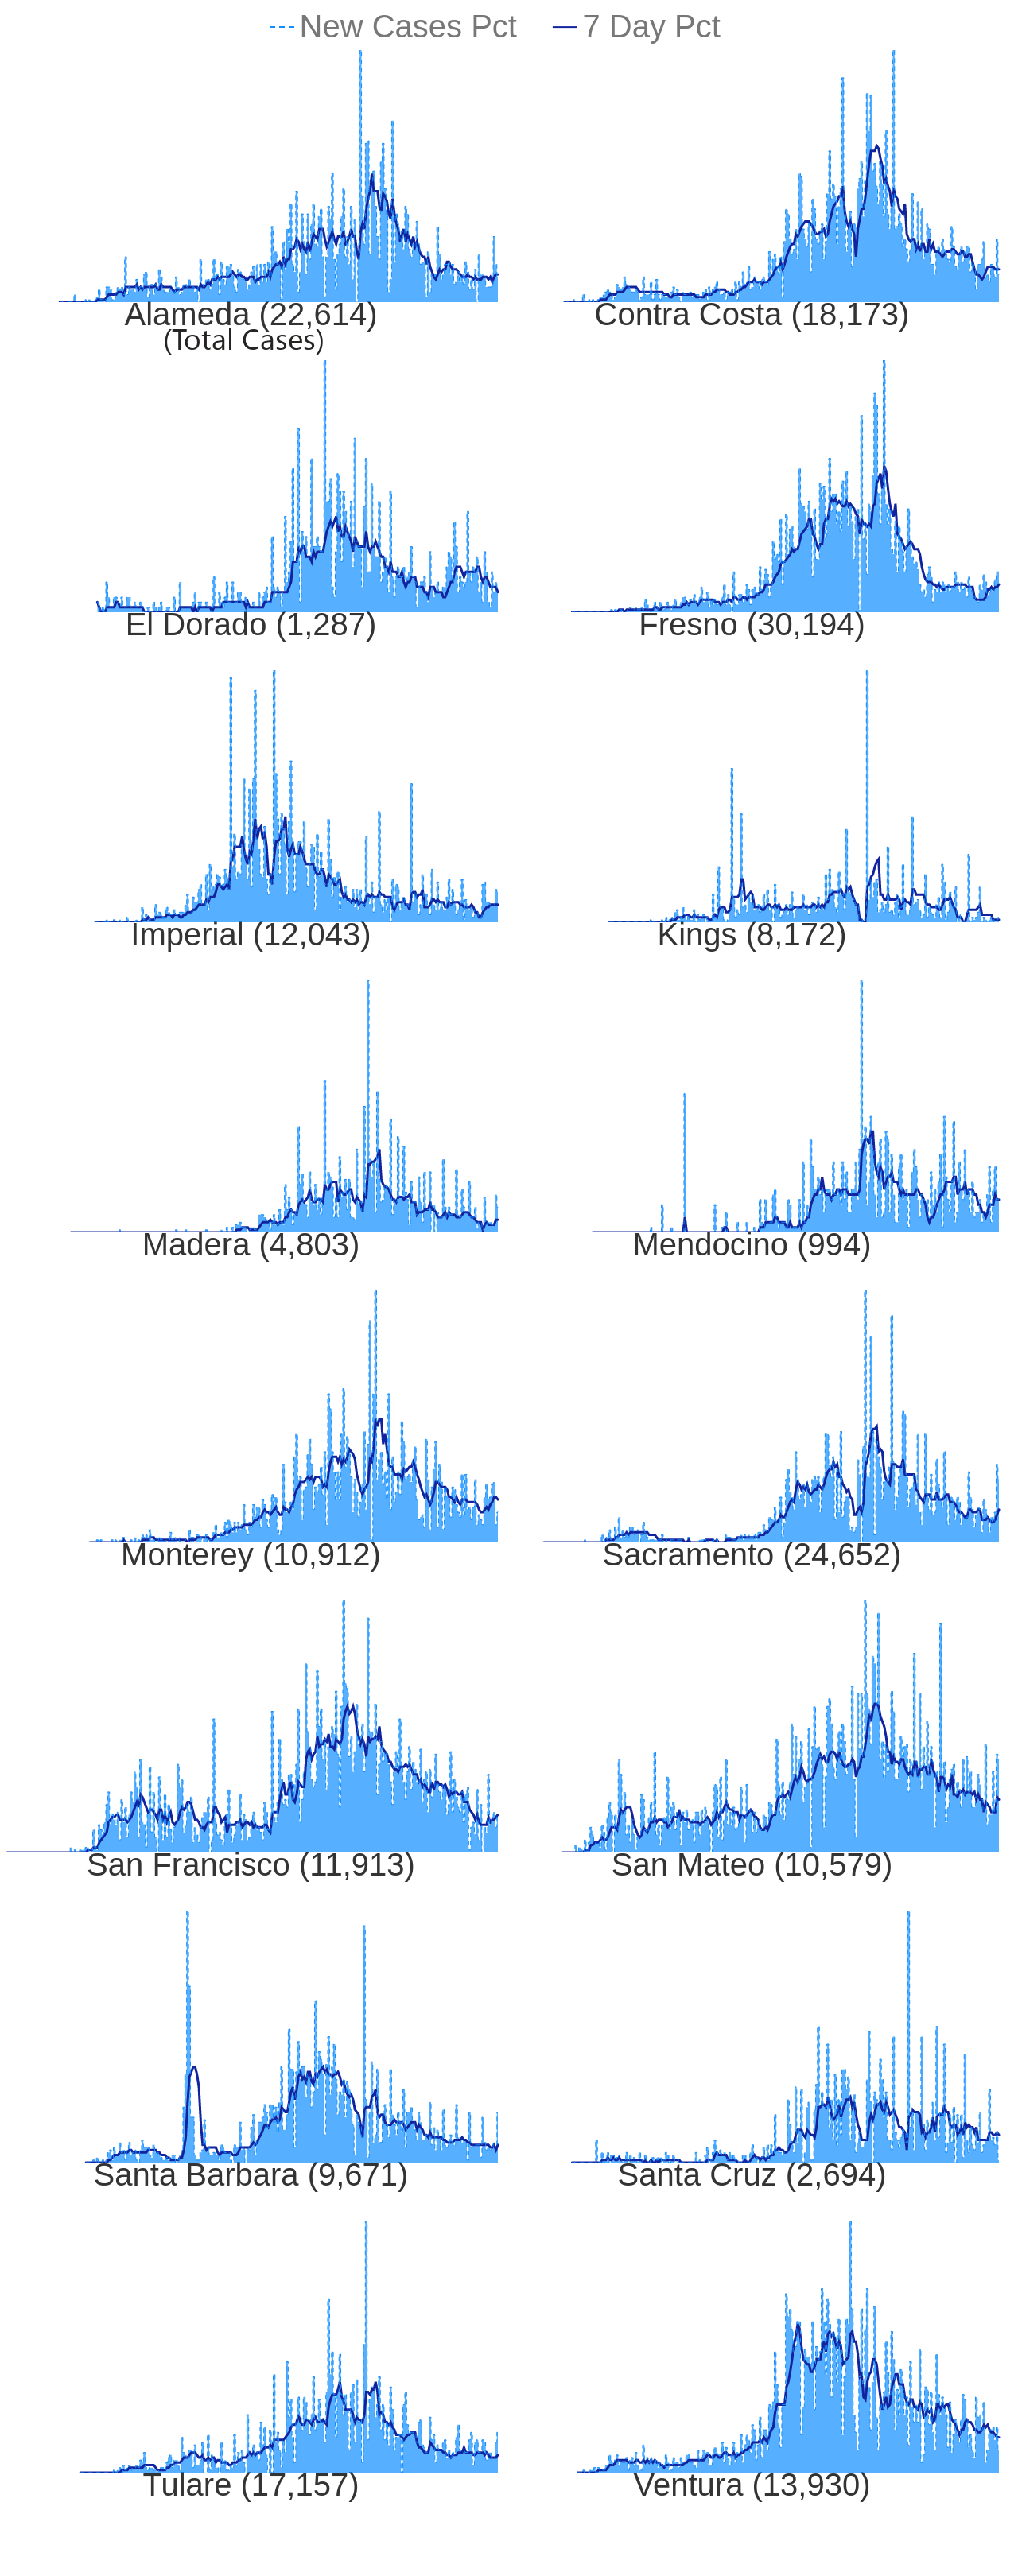 New Cases Pct 7 Day Pct
Alameda (22,614) Contra Costa (18,173)
(Total Cases)
El Dorado (1,287) Fresno (30,194)
Imperial (12,043) Kings (8,172)
Madera (4,803) Mendocino (994)
Monterey (10,912) Sacramento (24,652)
San Francisco (11,913) San Mateo (10,579)
Santa Barbara (9,671) Santa Cruz (2,694)
Tulare (17,157) Ventura (13,930)